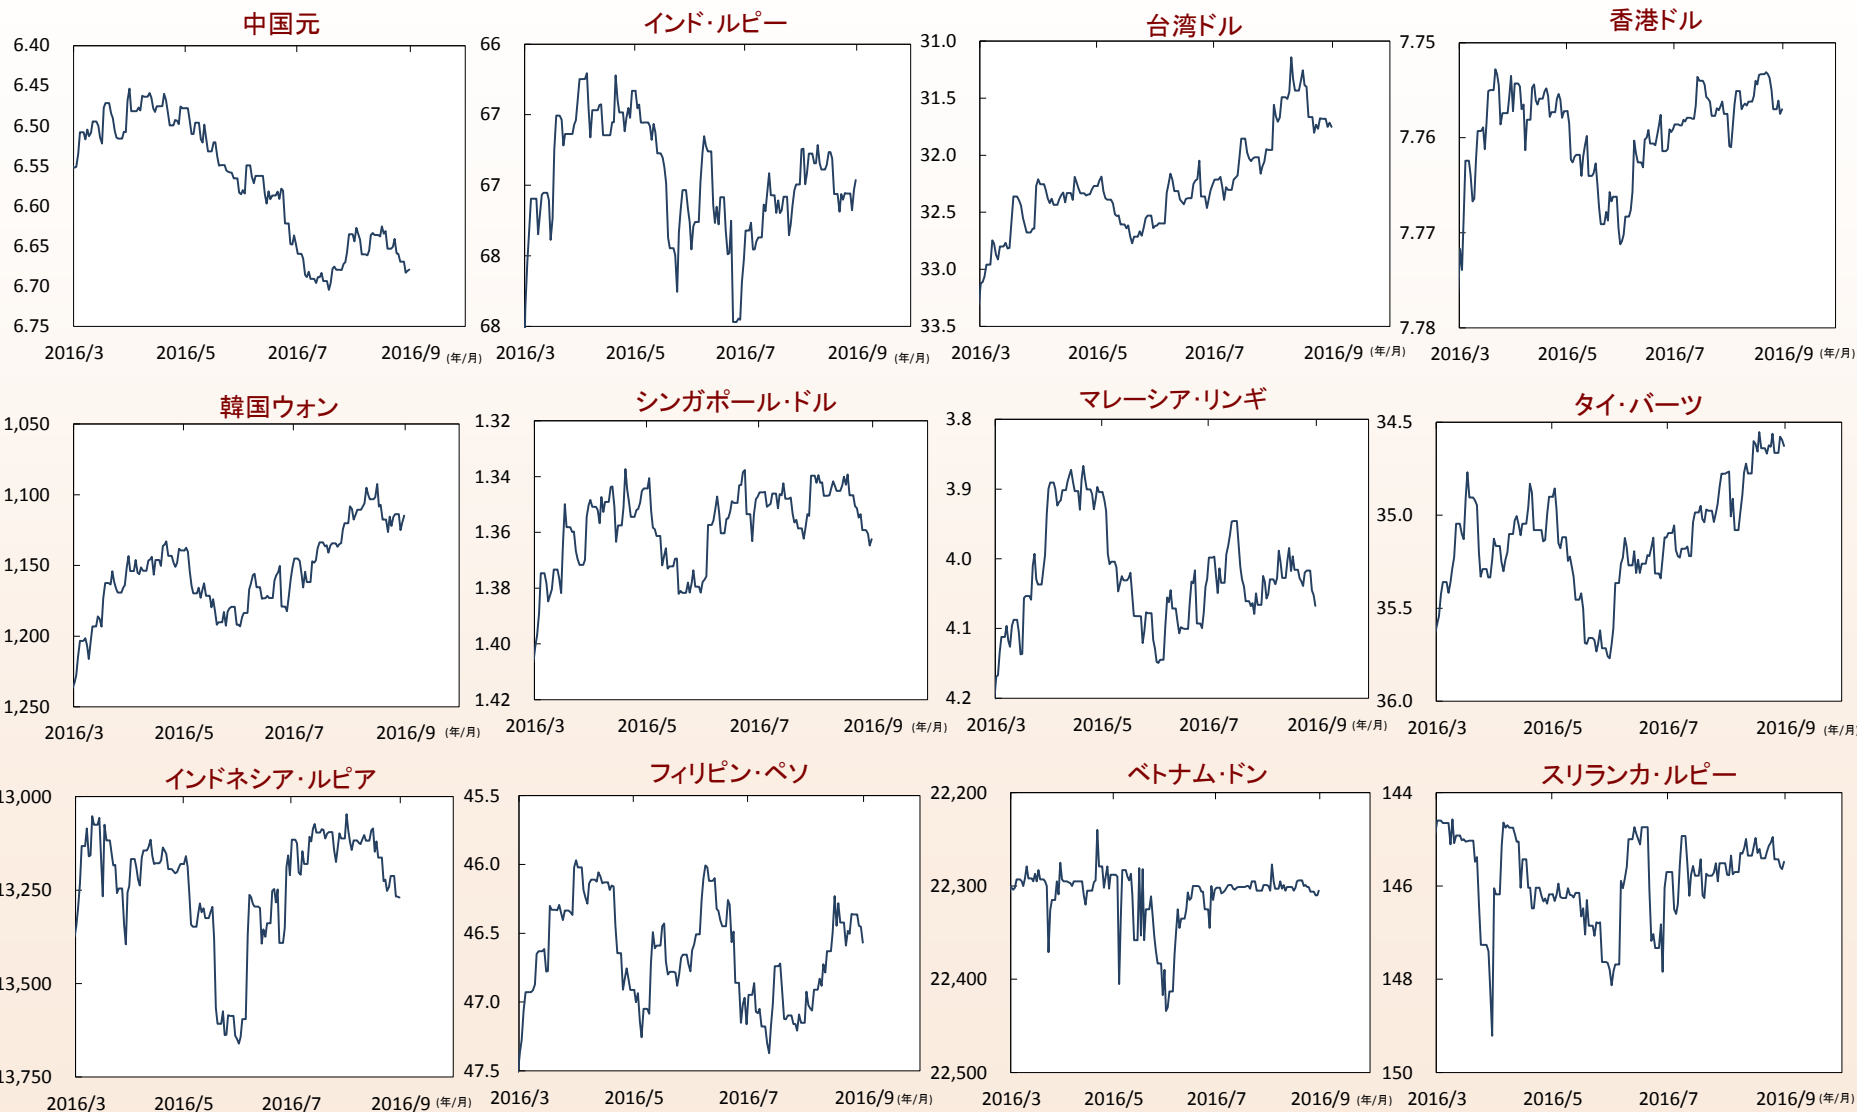 中国元
インド・ルピー
台湾ドル
香港ドル
6.40
6.45
6.50
6.55
6.60
6.65
6.70
6.75
2016/3 2016/5 2016/7 2016/9 (年/月)
66
67
67
68
68
2016/3 2016/5 2016/7 2016/9 (年/月)
31.0
31.5
32.0
32.5
33.0
33.5
2016/3 2016/5 2016/7 2016/9 (年/月)
7.75
7.76
7.77
7.78
2016/3 2016/5 2016/7 2016/9 (年/月)
韓国ウォン
シンガポール・ドル
マレーシア・リンギ
タイ・バーツ
1,050
1,100
1,150
1,200
1,250
2016/3 2016/5 2016/7 2016/9 (年/月)
1.32
1.34
1.36
1.38
1.40
1.42
2016/3 2016/5 2016/7 2016/9 (年/月)
3.8
3.9
4.0
4.1
4.2
2016/3 2016/5 2016/7 2016/9 (年/月)
34.5
35.0
35.5
36.0
2016/3 2016/5 2016/7 2016/9 (年/月)
インドネシア・ルピア
フィリピン・ペソ
ベトナム・ドン
スリランカ・ルピー
13,000
13,250
13,500
13,750
2016/3 2016/5 2016/7 2016/9 (年/月)
45.5
46.0
46.5
47.0
47.5
2016/3 2016/5 2016/7 2016/9 (年/月)
22,200
22,300
22,400
22,500
2016/3 2016/5 2016/7 2016/9 (年/月)
144
146
148
150
2016/3 2016/5 2016/7 2016/9 (年/月)